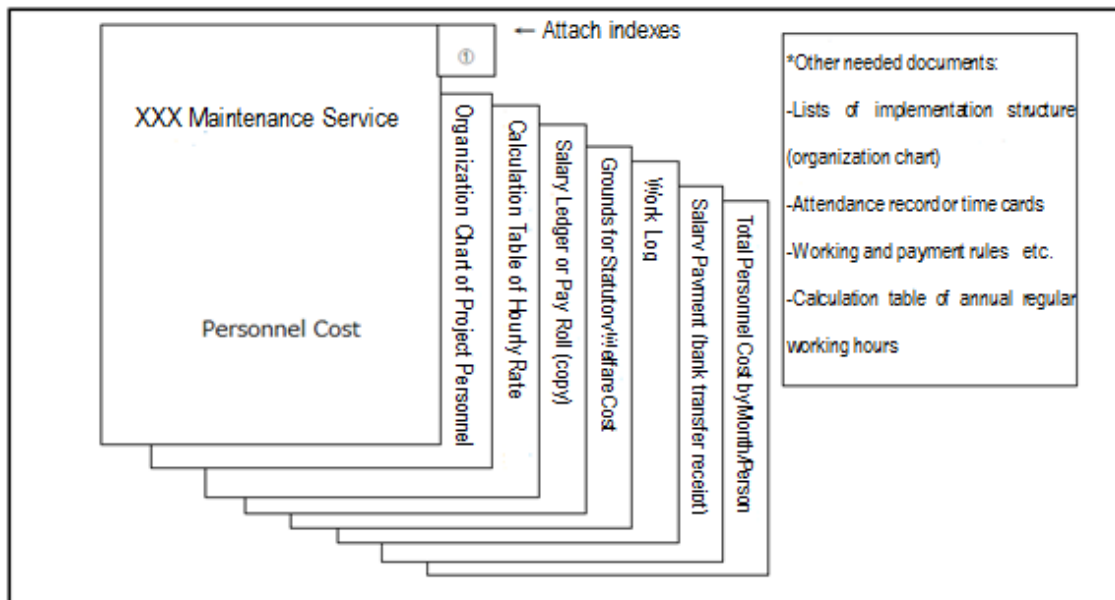 ← Attach indexes
①
XXX Maintenance Service
Personnel Cost
Organization Chart of Project Personnel
Calculation Table of Hourly Rate
Salary Ledger or Pay Roll (copy)
Grounds for Statutory Welfare Cost
Work Log
Salary Payment (bank transfer receipt)
Total Personnel Cost by Month/Person
*Other needed documents:
-Lists of implementation structure
(organization chart)
-Attendance record or time cards
-Working and payment rules etc.
-Calculation table of annual regular
working hours